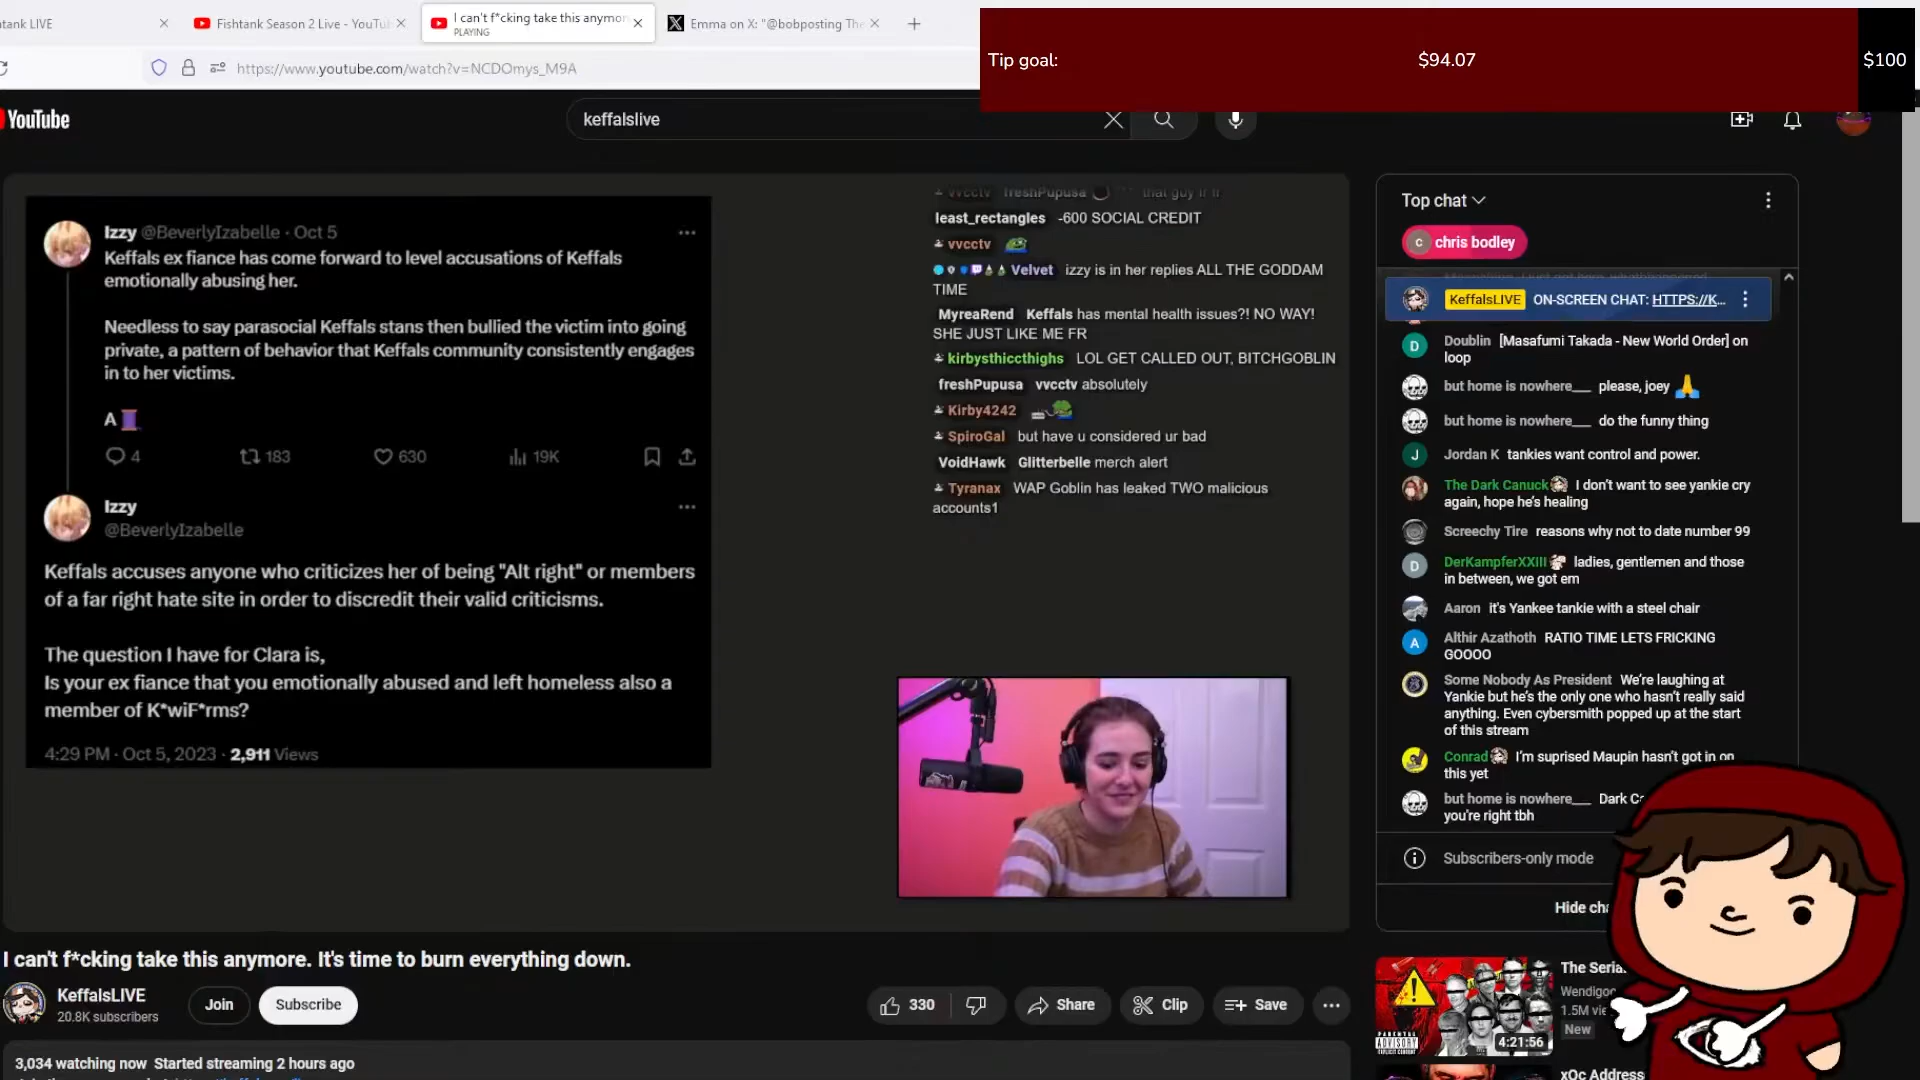 tank LIVE
Fishtank Season 2 Live - YouTu
I can't f*cking take this anymor
PLAYING
Emma on X: "@bobposting The
https://www.youtube.com/watch?v=NCDOmys_M9A
Tip goal:
$94.07
$100
YouTube
keffalslive
Izzy @BeverlyIzabelle · Oct 5
Keffals ex fiance has come forward to level accusations of Keffals
emotionally abusing her.
Needless to say parasocial Keffals stans then bullied the victim into going
private, a pattern of behavior that Keffals community consistently engages
in to her victims.
A🧵
4
183
630
19K
Izzy
@BeverlyIzabelle
Keffals accuses anyone who criticizes her of being "Alt right" or members
of a far right hate site in order to discredit their valid criticisms.
The question I have for Clara is,
Is your ex fiance that you emotionally abused and left homeless also a
member of K*wiF*rms?
4:29 PM · Oct 5, 2023 · 2,911 Views
vvcctv freshPupusa that guy fr fr
least_rectangles -600 SOCIAL CREDIT
vvcctv
Velvet izzy is in her replies ALL THE GODDAM
TIME
MyreaRend Keffals has mental health issues?! NO WAY!
SHE JUST LIKE ME FR
kirbysthiccthighs LOL GET CALLED OUT, BITCHGOBLIN
freshPupusa vvcctv absolutely
Kirby4242
SpiroGal but have u considered ur bad
VoidHawk Glitterbelle merch alert
Tyranax WAP Goblin has leaked TWO malicious
accounts1
Top chat
C chris bodley
KeffalsLIVE ON-SCREEN CHAT: HTTPS://K...
D Doublin [Masafumi Takada - New World Order] on
loop
but home is nowhere__ please, joey 🙏
but home is nowhere__ do the funny thing
J Jordan K tankies want control and power.
The Dark Canuck I don't want to see yankie cry
again, hope he's healing
Screechy Tire reasons why not to date number 99
D DerKampferXXIII ladies, gentlemen and those
in between, we got em
Aaron it's Yankee tankie with a steel chair
A Althir Azathoth RATIO TIME LETS FRICKING
GOOOO
Some Nobody As President We're laughing at
Yankie but he's the only one who hasn't really said
anything. Even cybersmith popped up at the start
of this stream
Conrad I'm suprised Maupin hasn't got in on
this yet
but home is nowhere__ Dark C
you're right tbh
Subscribers-only mode
Hide cha
I can't f*cking take this anymore. It's time to burn everything down.
KeffalsLIVE
20.8K subscribers
Join
Subscribe
330
Share
Clip
Save
3,034 watching now Started streaming 2 hours ago
The Seria
Wendigoo
1.5M vie
New
PARENTAL
ADVISORY
EXPLICIT CONTENT
4:21:56
xQc Address